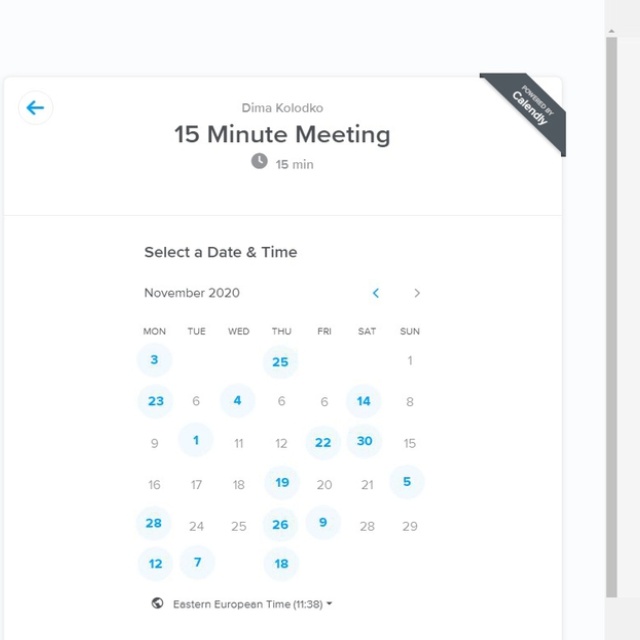 Dima Kolodko
POWERED BY
Calendly
15 Minute Meeting
15 min
Select a Date & Time
November 2020
MON TUE WED THU FRI SAT SUN
3 25 1
23 6 4 6 6 14 8
9 1 11 12 22 30 15
16 17 18 19 20 21 5
28 24 25 26 9 28 29
12 7 18
Eastern European Time (11:38)